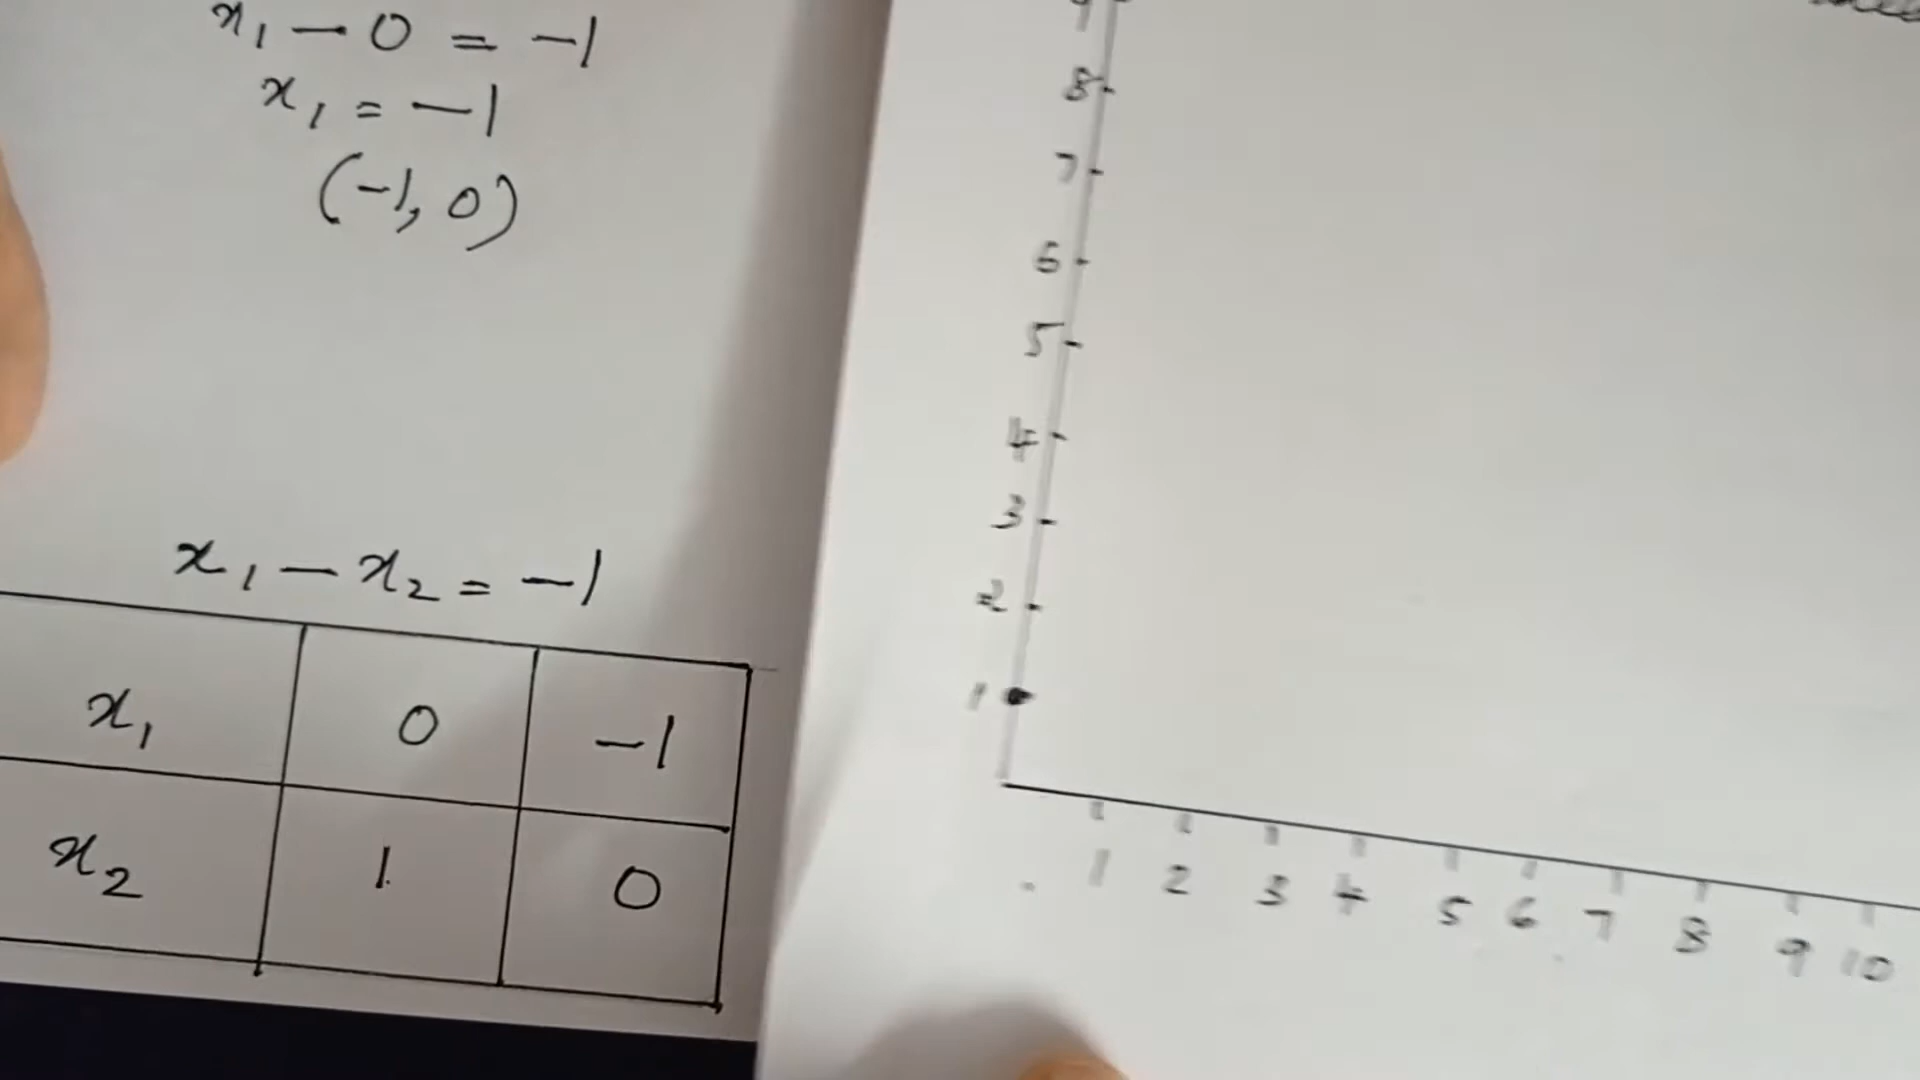 x₁ − 0 = −1
x₁ = −1
(−1, 0)
x₁ − x₂ = −1
x₁ 0 −1
x₂ 1 0
9
8
7
6
5
4
3
2
1
1 2 3 4 5 6 7 8 9 10